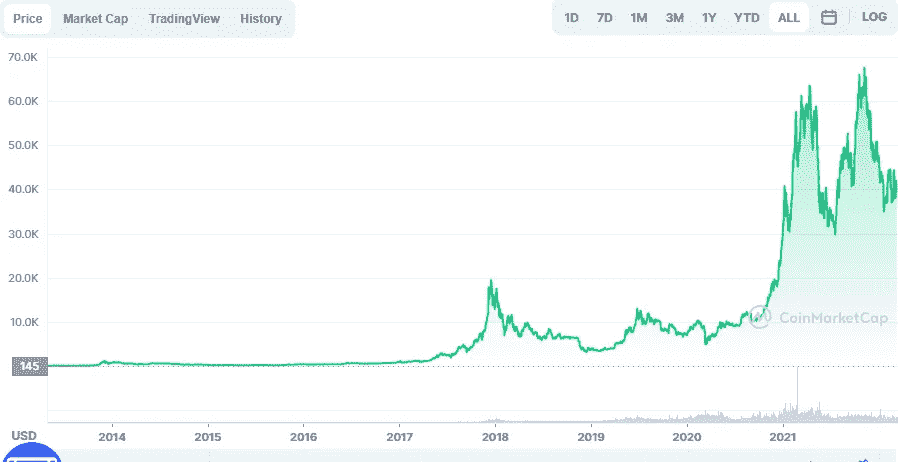 Price Market Cap TradingView History 1D 7D 1M 3M 1Y YTD ALL LOG
70.0K
60.0K
50.0K
40.0K
30.0K
20.0K
10.0K
CoinMarketCap
145
USD
2014 2015 2016 2017 2018 2019 2020 2021